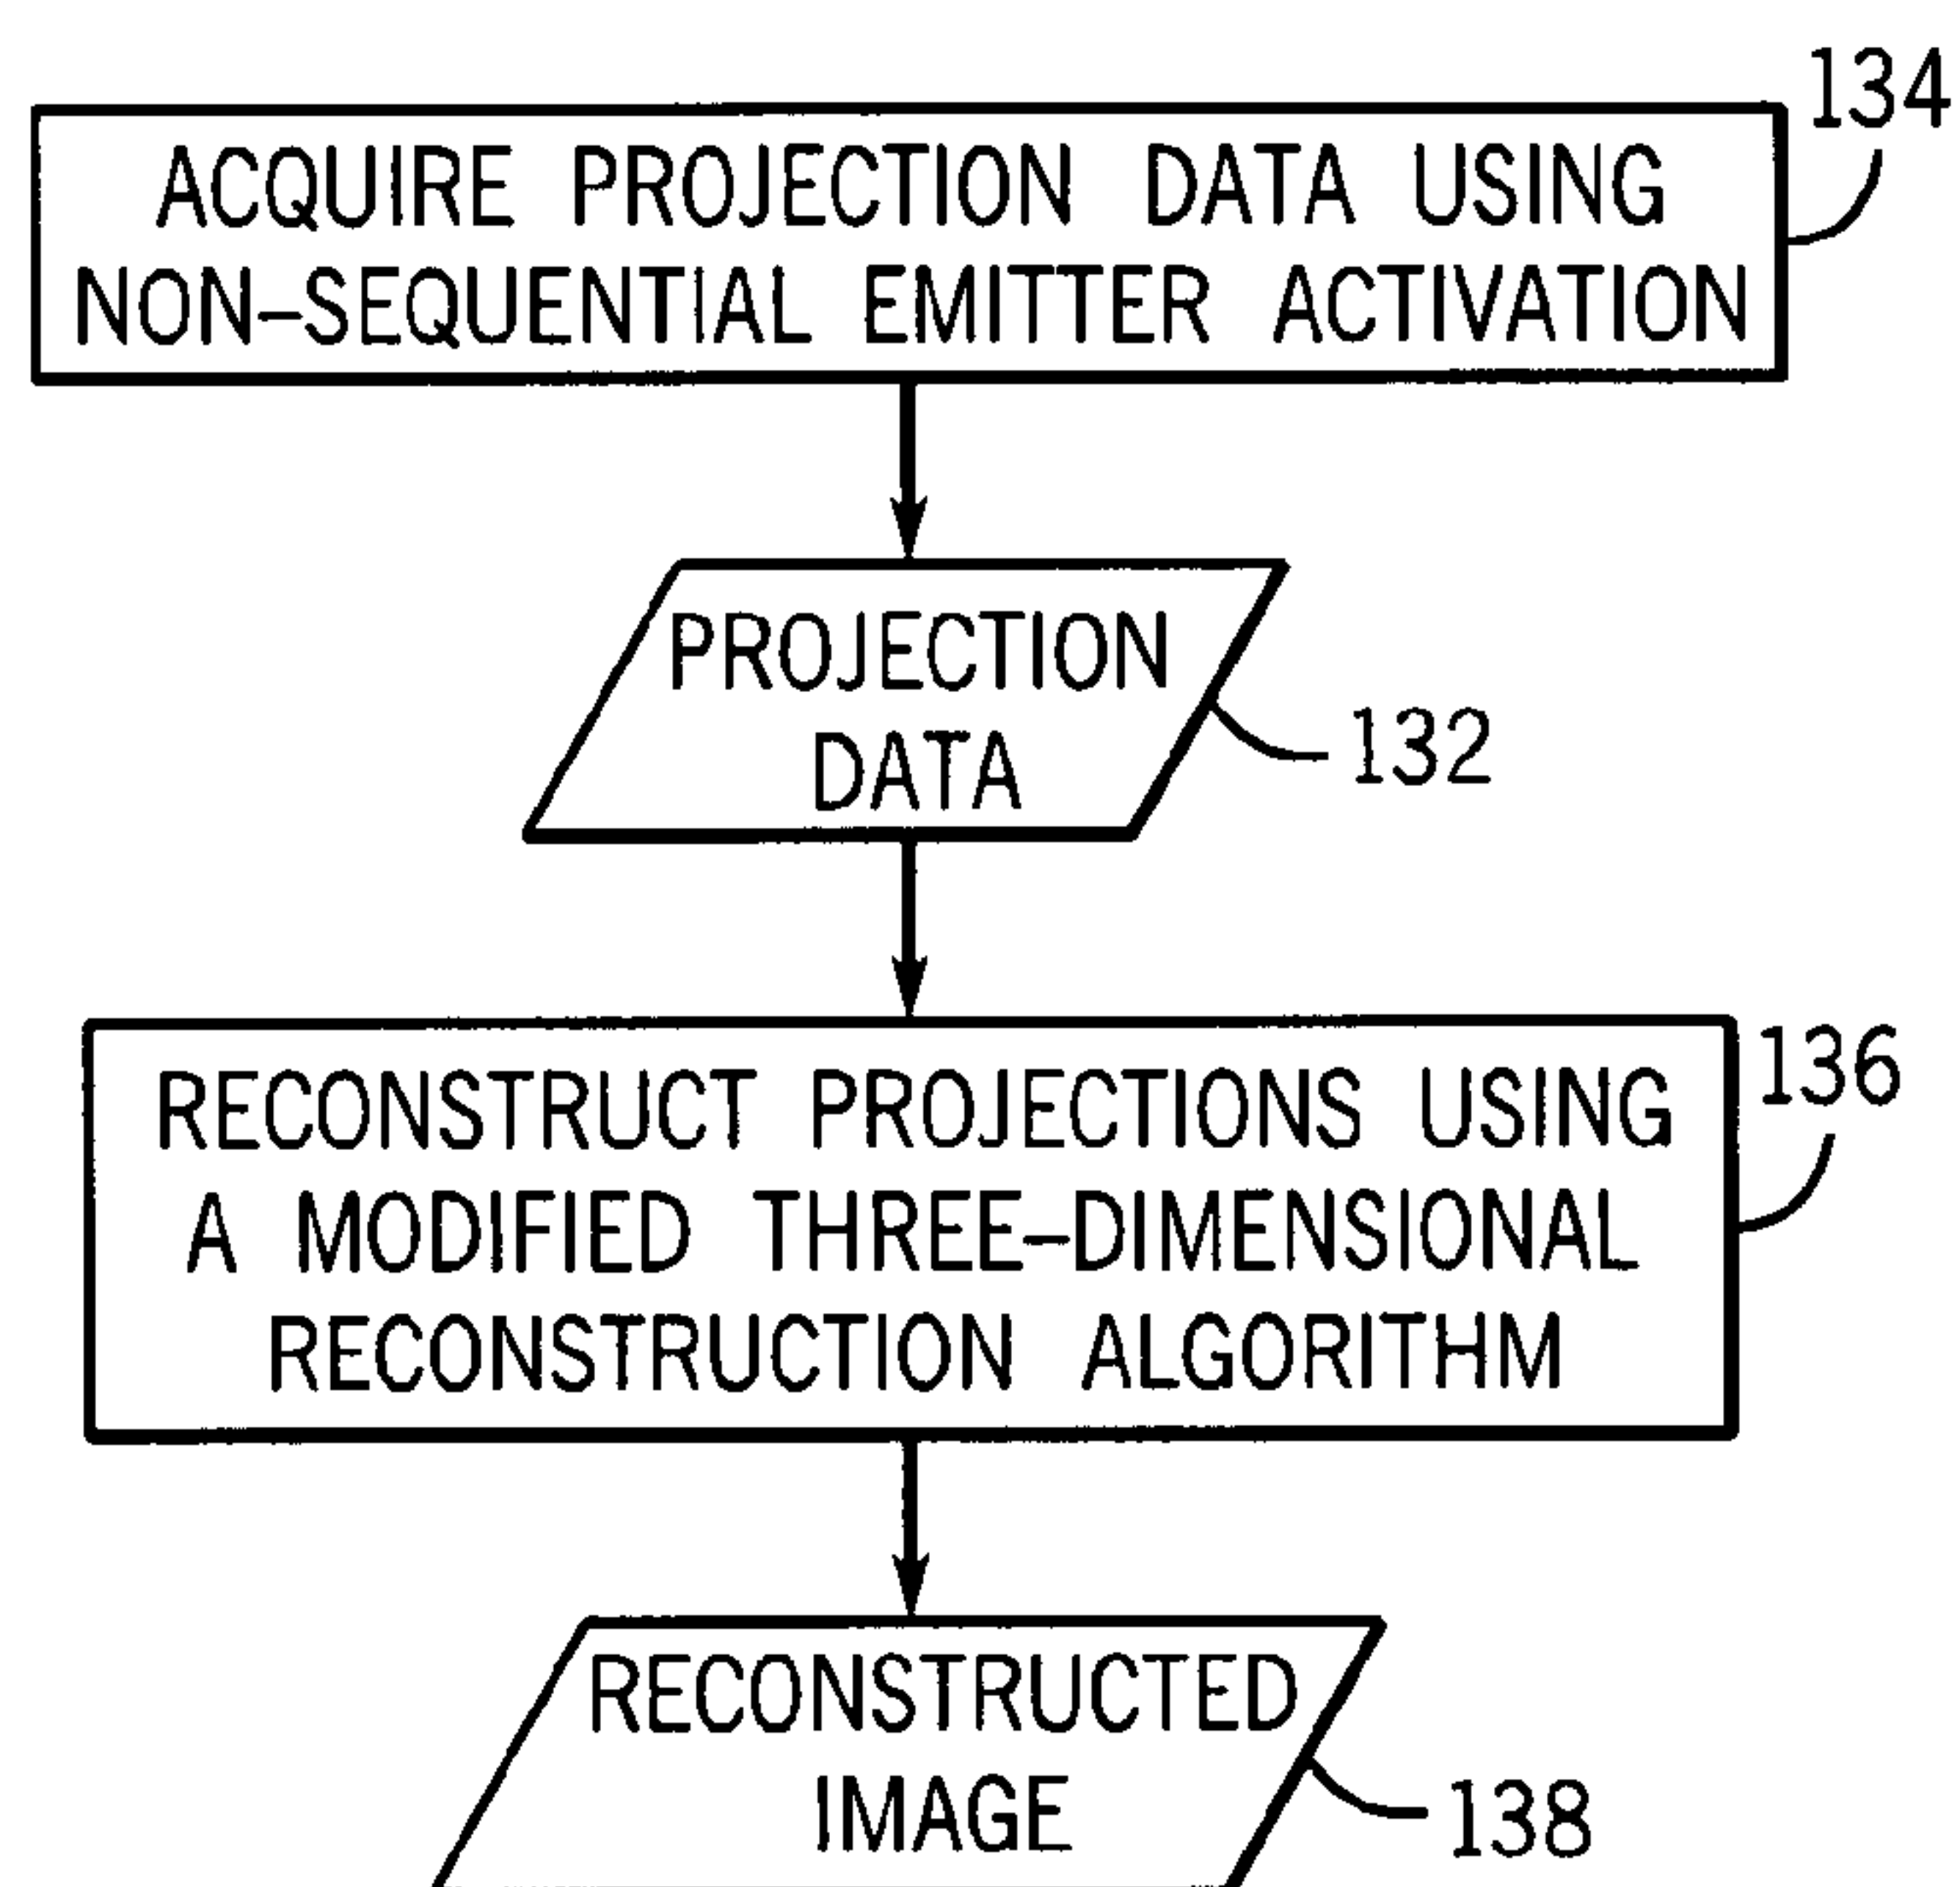 134
ACQUIRE PROJECTION DATA USING
NON-SEQUENTIAL EMITTER ACTIVATION
PROJECTION
DATA
132
136
RECONSTRUCT PROJECTIONS USING
A MODIFIED THREE-DIMENSIONAL
RECONSTRUCTION ALGORITHM
RECONSTRUCTED
IMAGE
138